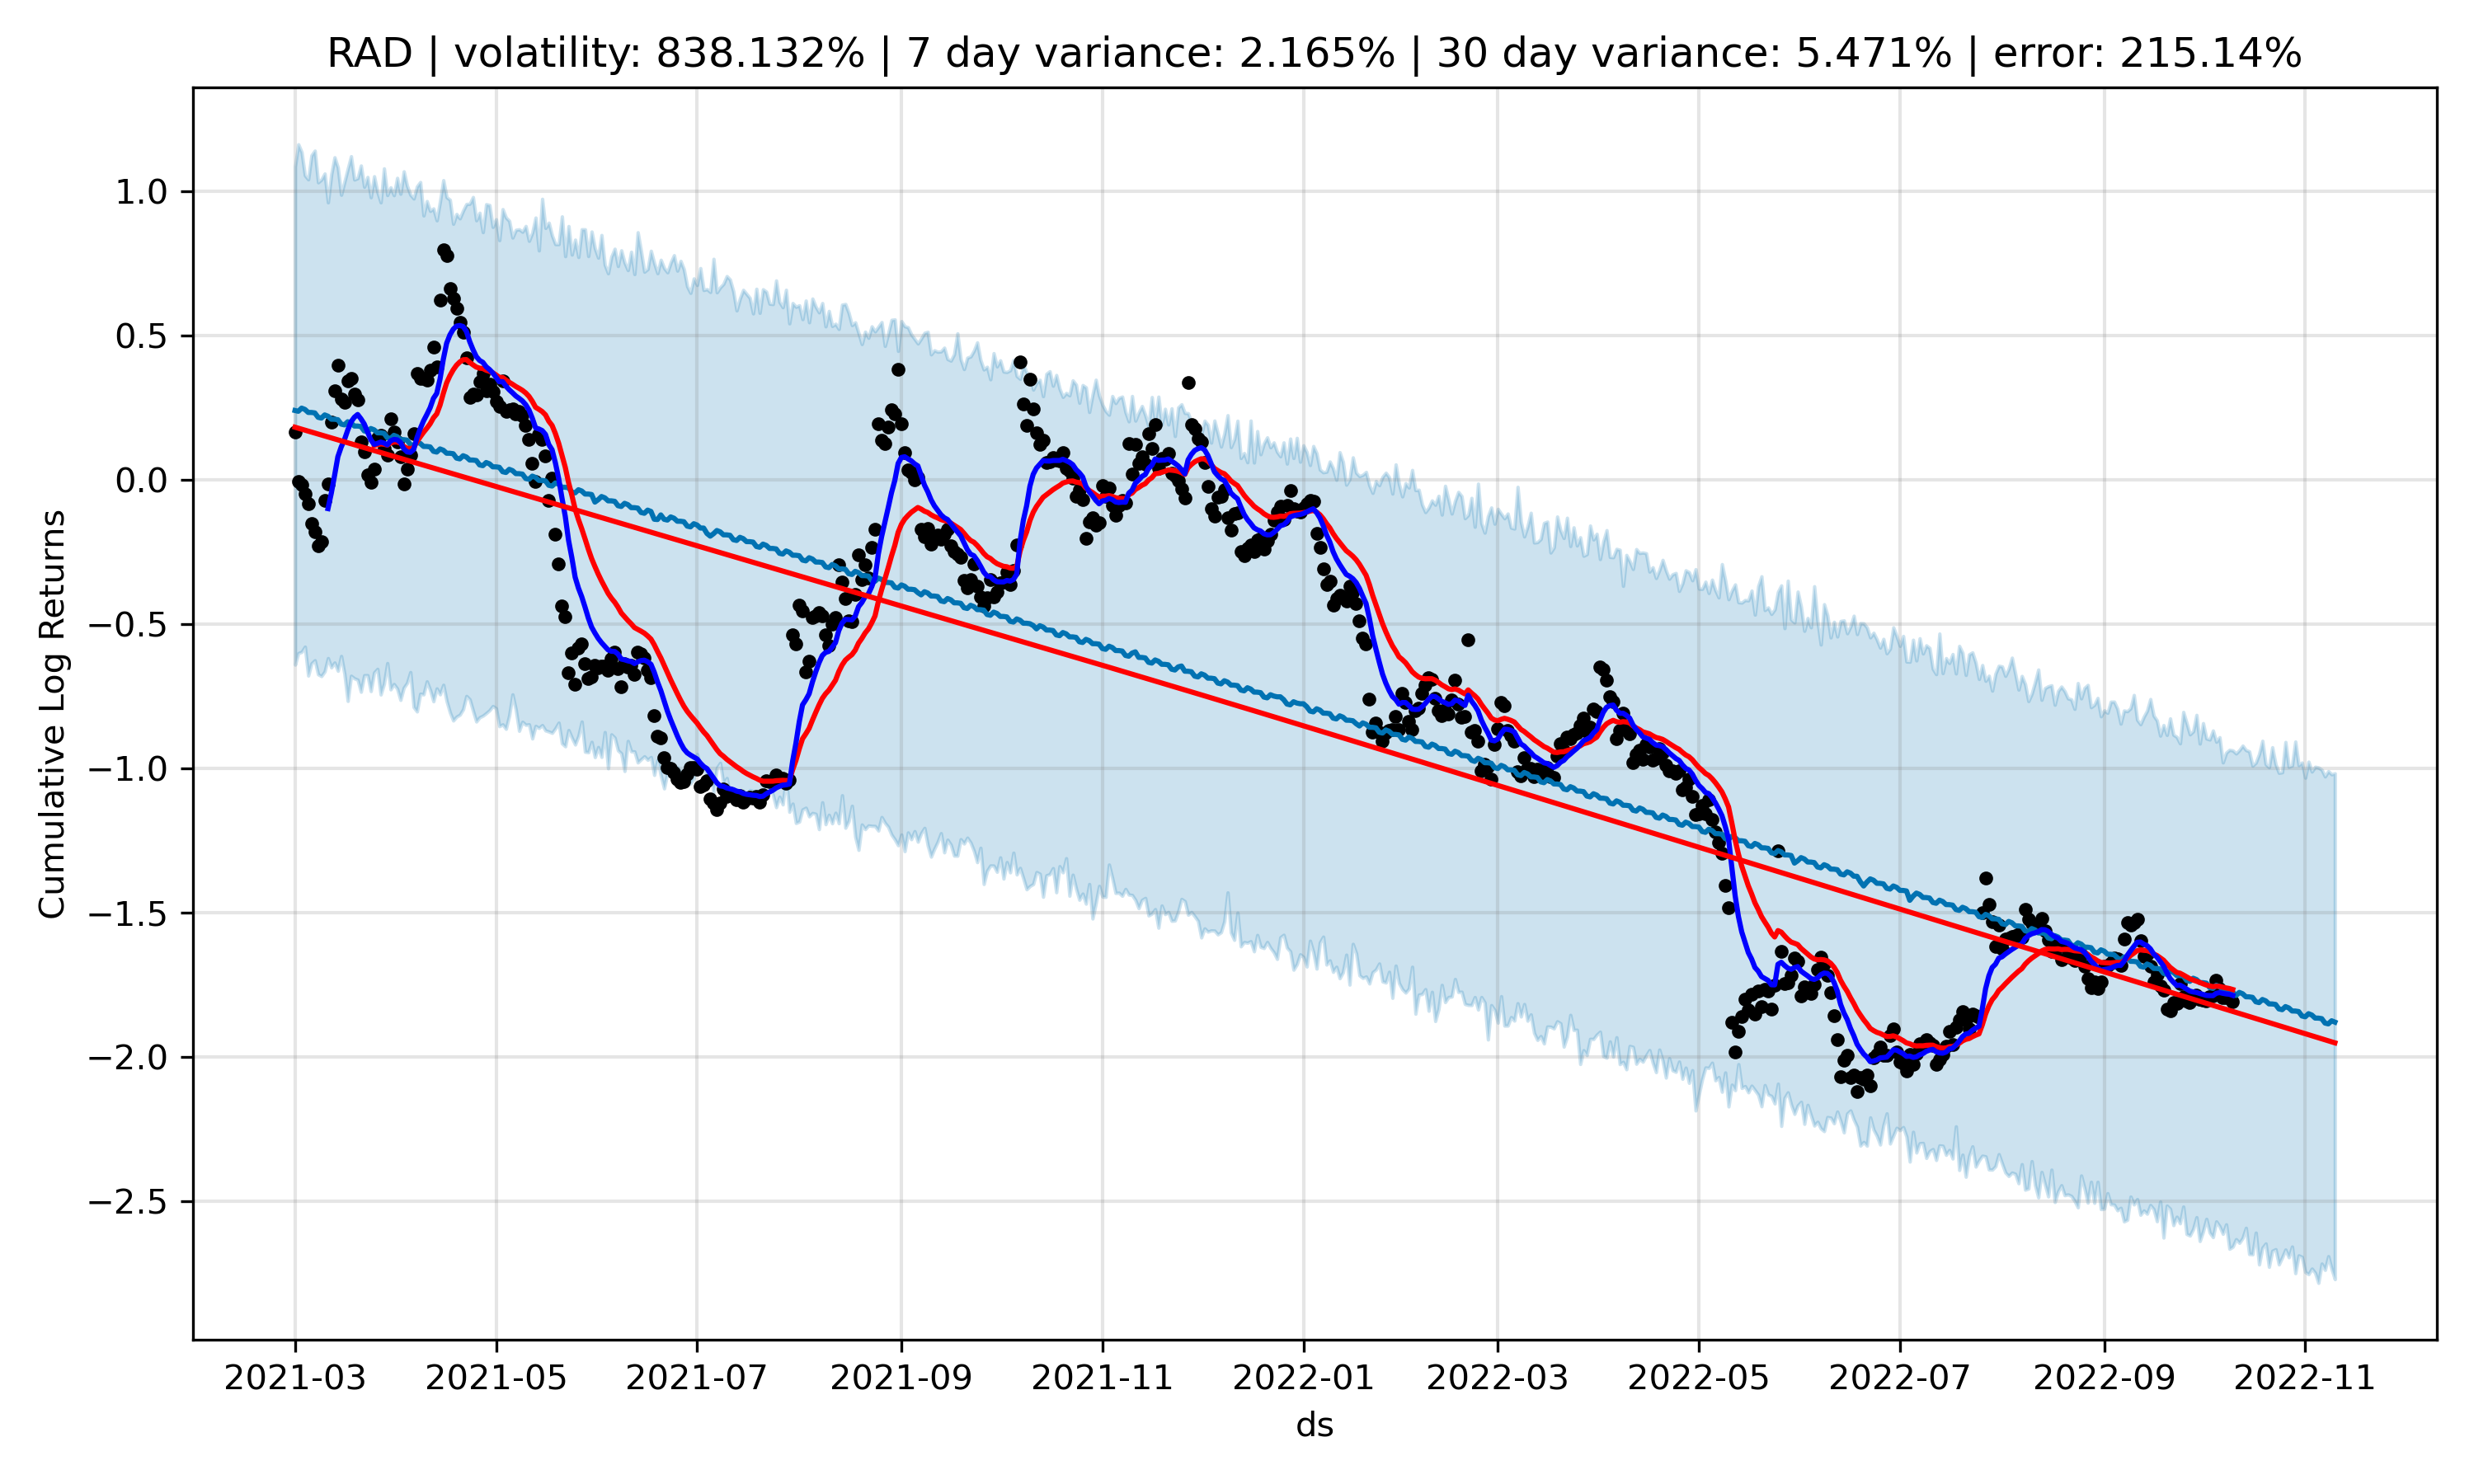 RAD | volatility: 838.132% | 7 day variance: 2.165% | 30 day variance: 5.471% | error: 215.14%
Cumulative Log Returns
1.0
0.5
0.0
−0.5
−1.0
−1.5
−2.0
−2.5
2021-03 2021-05 2021-07 2021-09 2021-11 2022-01 2022-03 2022-05 2022-07 2022-09 2022-11
ds